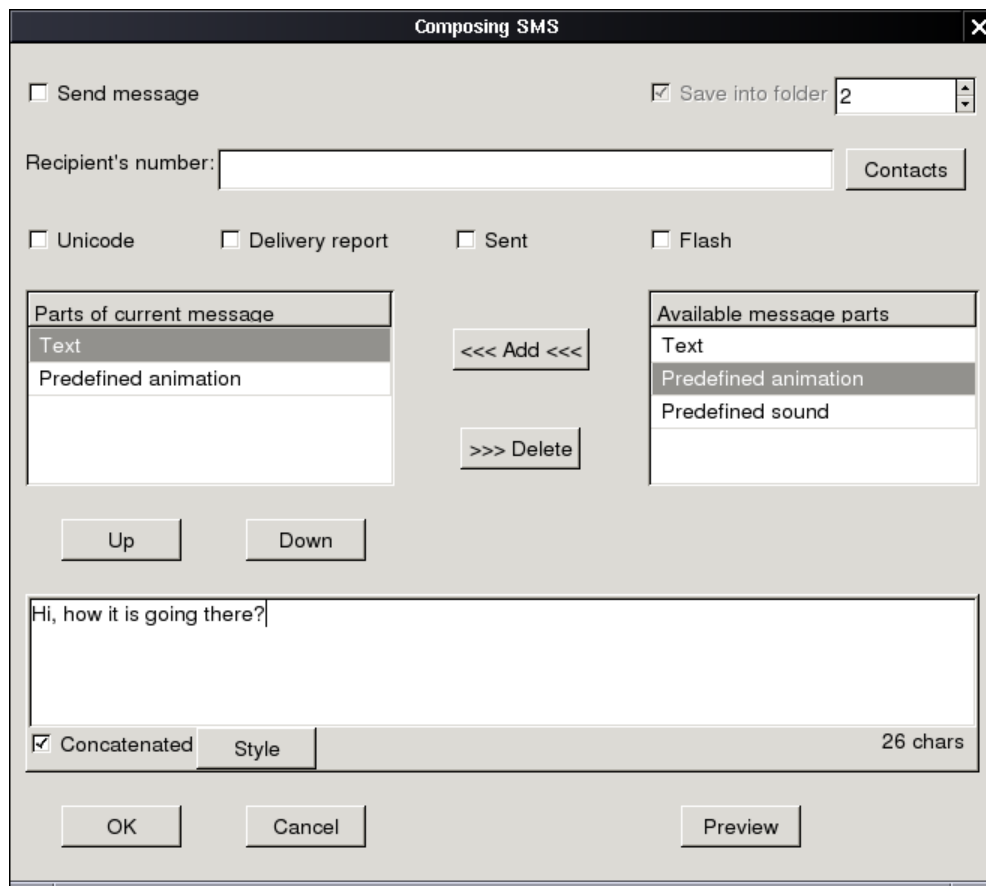 Composing SMS
Send message Save into folder 2
Recipient's number: Contacts
Unicode Delivery report Sent Flash
Parts of current message Available message parts
Text <<< Add <<< Text
Predefined animation Predefined animation
Predefined sound
>>> Delete
Up Down
Hi, how it is going there?
Concatenated Style 26 chars
OK Cancel Preview